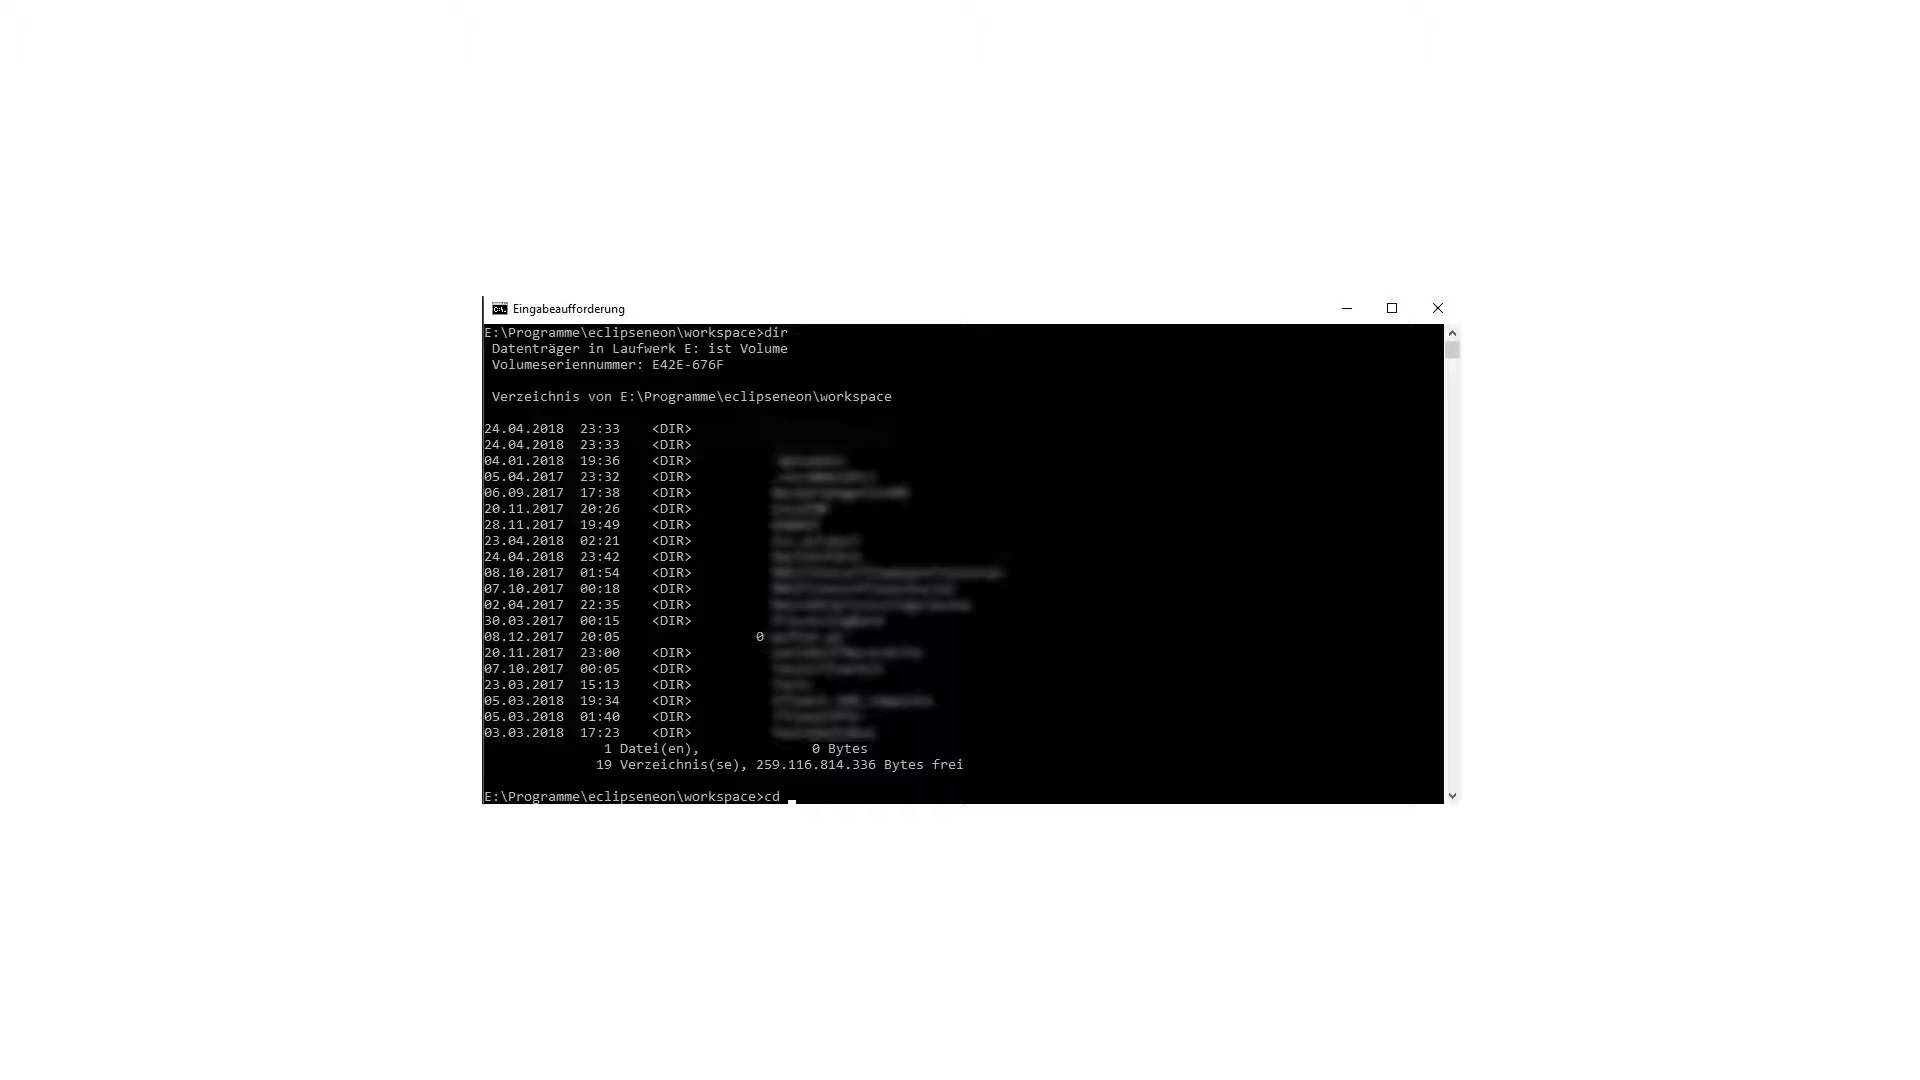 Eingabeaufforderung
E:\Programme\eclipseneon\workspace>dir
Datenträger in Laufwerk E: ist Volume
Volumeseriennummer: E42E-676F
Verzeichnis von E:\Programme\eclipseneon\workspace
24.04.2018  23:33    <DIR>
24.04.2018  23:33    <DIR>
04.01.2018  19:36    <DIR>
05.04.2017  23:32    <DIR>
06.09.2017  17:38    <DIR>
20.11.2017  20:26    <DIR>
28.11.2017  19:49    <DIR>
23.04.2018  02:21    <DIR>
24.04.2018  23:42    <DIR>
08.10.2017  01:54    <DIR>
07.10.2017  00:18    <DIR>
02.04.2017  22:35    <DIR>
30.03.2017  00:15    <DIR>
08.12.2017  20:05                 0
20.11.2017  23:00    <DIR>
07.10.2017  00:05    <DIR>
23.03.2017  15:13    <DIR>
05.03.2018  19:34    <DIR>
05.03.2018  01:40    <DIR>
03.03.2018  17:23    <DIR>
1 Datei(en),              0 Bytes
19 Verzeichnis(se), 259.116.814.336 Bytes frei
E:\Programme\eclipseneon\workspace>cd